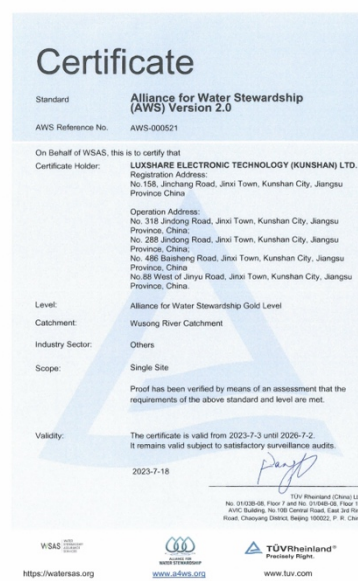 Certificate
Standard
Alliance for Water Stewardship
(AWS) Version 2.0
AWS Reference No.
AWS-000521
On Behalf of WSAS, this is to certify that
Certificate Holder:
LUXSHARE ELECTRONIC TECHNOLOGY (KUNSHAN) LTD.
Registration Address:
No.158, Jinchang Road, Jinxi Town, Kunshan City, Jiangsu
Province China
Operation Address:
No. 318 Jindong Road, Jinxi Town, Kunshan City, Jiangsu
Province, China;
No. 288 Jindong Road, Jinxi Town, Kunshan City, Jiangsu
Province, China;
No. 486 Baisheng Road, Jinxi Town, Kunshan City, Jiangsu
Province, China
No.88 West of Jinyu Road, Jinxi Town, Kunshan City, Jiangsu
Province, China.
Level:
Alliance for Water Stewardship Gold Level
Catchment:
Wusong River Catchment
Industry Sector:
Others
Scope:
Single Site
Proof has been verified by means of an assessment that the
requirements of the above standard and level are met.
Validity:
The certificate is valid from 2023-7-3 until 2026-7-2.
It remains valid subject to satisfactory surveillance audits.
2023-7-18
TÜV Rheinland (China) Lt
No. 01/03B-08, Floor 7 and No. 01/04B-08, Floor 1
AVIC Building, No.10B Central Road, East 3rd Rin
Road, Chaoyang District, Beijing 100022, P. R. Chin
WSAS
ALLIANCE FOR
WATER STEWARDSHIP
TÜVRheinland®
Precisely Right.
https://watersas.org
www.a4ws.org
www.tuv.com